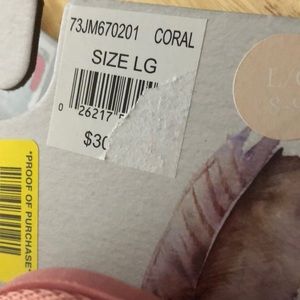 73JM670201 CORAL
SIZE LG
0 26217
$30
*PROOF OF PURCHASE*